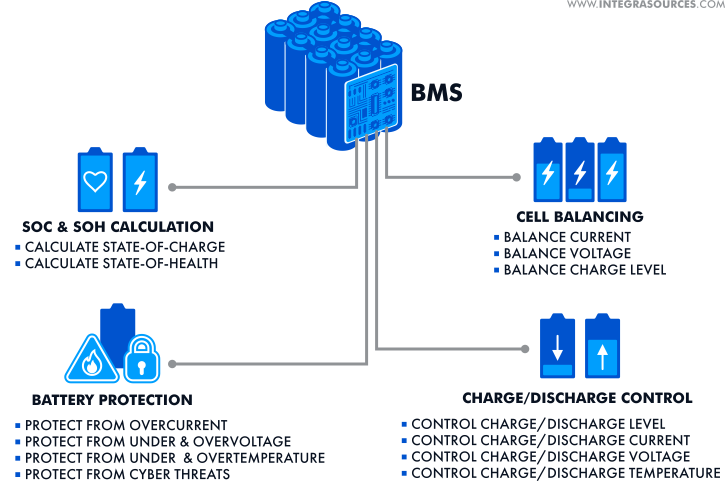 WWW.INTEGRASOURCES.COM
BMS
SOC & SOH CALCULATION
CALCULATE STATE-OF-CHARGE
CALCULATE STATE-OF-HEALTH
CELL BALANCING
BALANCE CURRENT
BALANCE VOLTAGE
BALANCE CHARGE LEVEL
BATTERY PROTECTION
PROTECT FROM OVERCURRENT
PROTECT FROM UNDER & OVERVOLTAGE
PROTECT FROM UNDER & OVERTEMPERATURE
PROTECT FROM CYBER THREATS
CHARGE/DISCHARGE CONTROL
CONTROL CHARGE/DISCHARGE LEVEL
CONTROL CHARGE/DISCHARGE CURRENT
CONTROL CHARGE/DISCHARGE VOLTAGE
CONTROL CHARGE/DISCHARGE TEMPERATURE